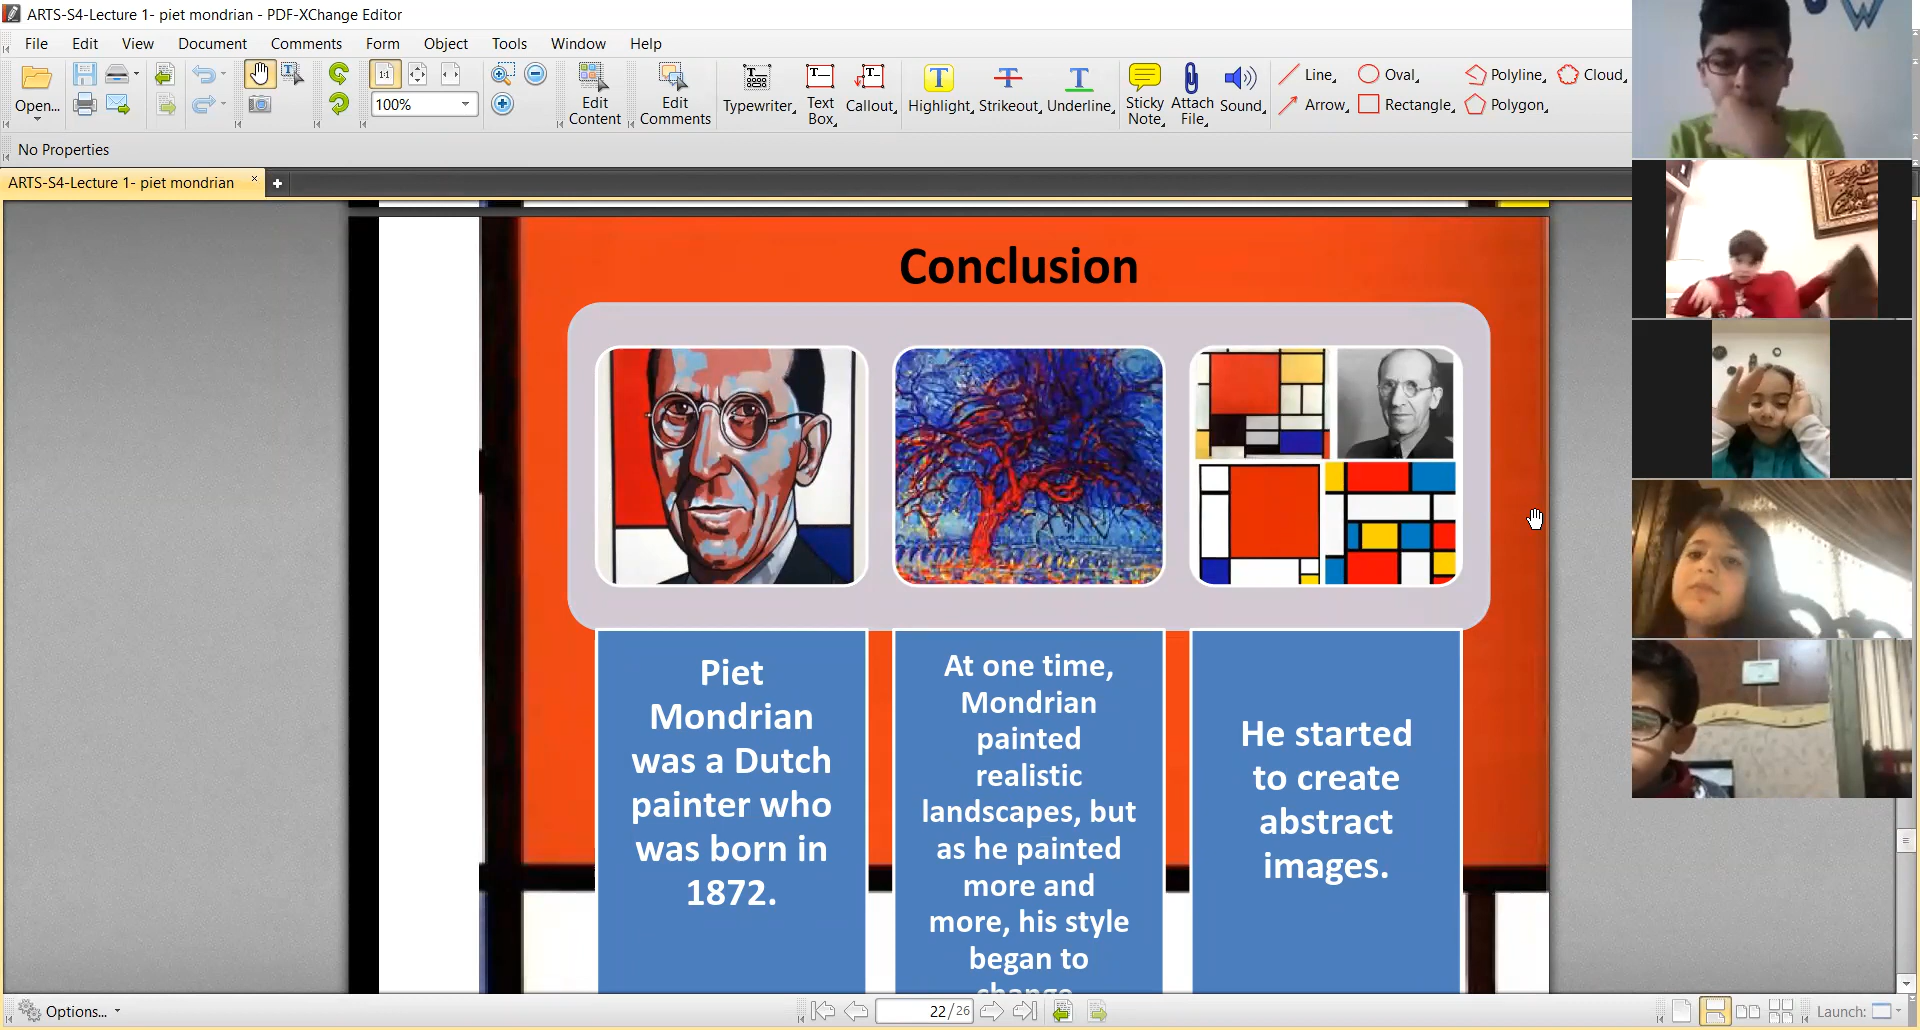 ARTS-S4-Lecture 1- piet mondrian - PDF-XChange Editor
File Edit View Document Comments Form Object Tools Window Help
Open...
1:1
100%
Edit Content
Edit Comments
Typewriter
Text Box
Callout
Highlight
Strikeout
Underline
Sticky Note
Attach File
Sound
Line
Arrow
Oval
Rectangle
Polyline
Polygon
Cloud
No Properties
ARTS-S4-Lecture 1- piet mondrian
Conclusion
Piet
Mondrian
was a Dutch
painter who
was born in
1872.
At one time,
Mondrian
painted
realistic
landscapes, but
as he painted
more and
more, his style
began to
change
He started
to create
abstract
images.
Options...
22/26
Launch:
W